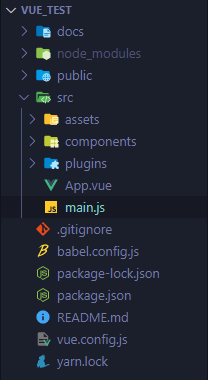 VUE_TEST
docs
node_modules
public
src
assets
components
plugins
App.vue
JS main.js
.gitignore
babel.config.js
package-lock.json
package.json
README.md
vue.config.js
yarn.lock